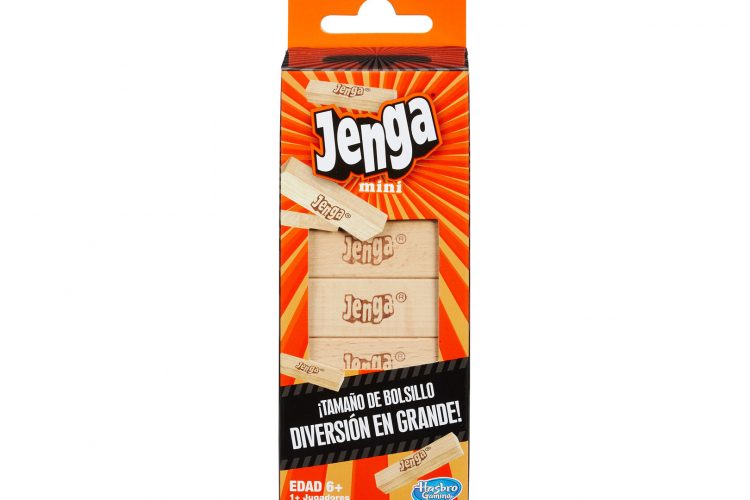 Jenga®
Jenga
mini
Jenga®
Jenga®
Jenga®
Jenga
Jenga®
¡TAMAÑO DE BOLSILLO
DIVERSIÓN EN GRANDE!
Jenga®
EDAD 6+
1+ Jugadores
Hasbro
Gaming